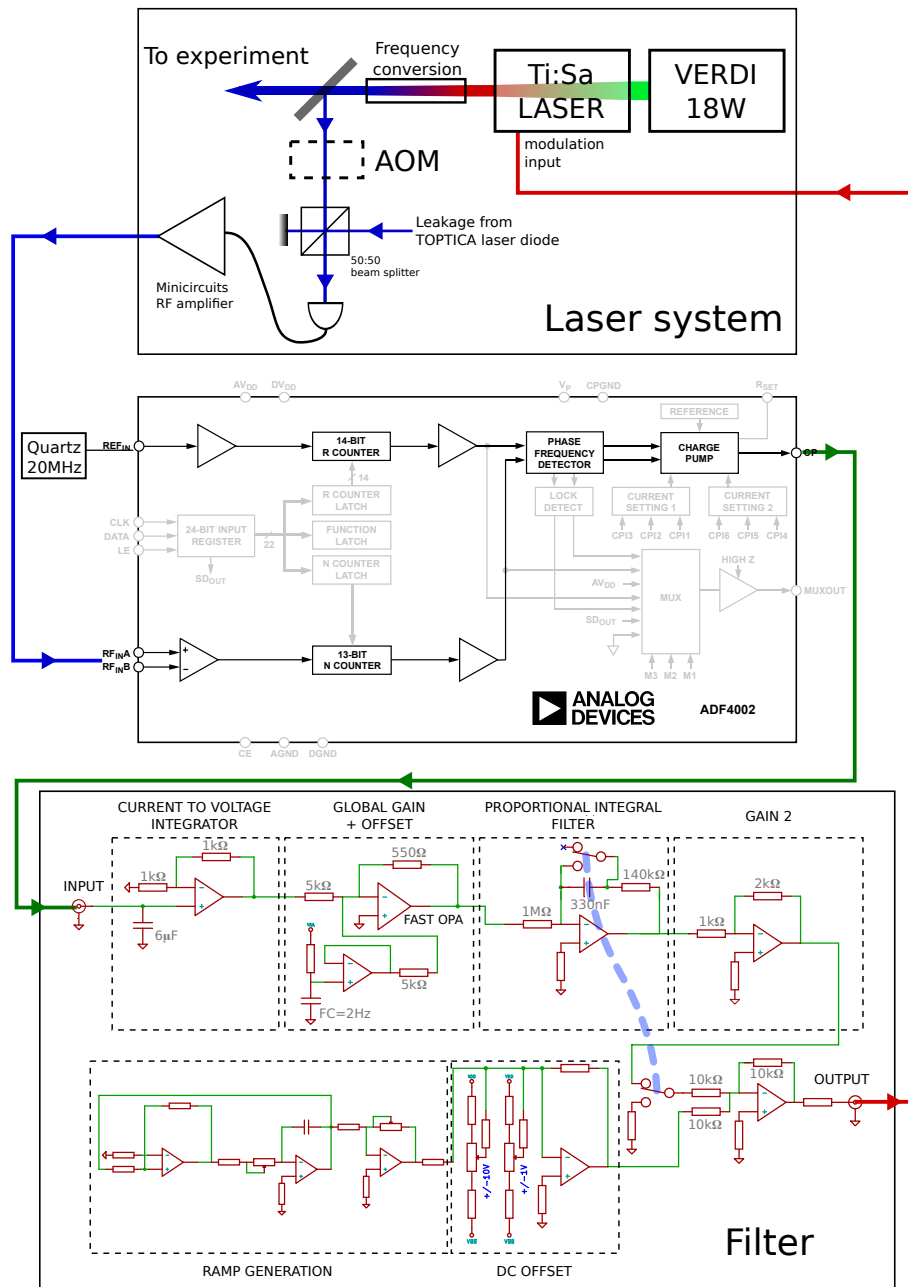 To experiment
Frequency
conversion
Ti:Sa
LASER
VERDI
18W
modulation
input
AOM
Leakage from
TOPTICA laser diode
50:50
beam splitter
Minicircuits
RF amplifier
Laser system
AVDD
DVDD
VP
CPGND
RSET
REFERENCE
Quartz
20MHz
REFIN
14-BIT
R COUNTER
PHASE
FREQUENCY
DETECTOR
CHARGE
PUMP
CP
14
R COUNTER
LATCH
LOCK
DETECT
CURRENT
SETTING 1
CURRENT
SETTING 2
CLK
DATA
LE
24-BIT INPUT
REGISTER
22
FUNCTION
LATCH
CPI3
CPI2
CPI1
CPI6
CPI5
CPI4
N COUNTER
LATCH
SDOUT
HIGH Z
AVDD
MUX
MUXOUT
SDOUT
RFINA
RFINB
+
−
13-BIT
N COUNTER
M3
M2
M1
ANALOG
DEVICES
ADF4002
CE
AGND
DGND
CURRENT TO VOLTAGE
INTEGRATOR
GLOBAL GAIN
+ OFFSET
PROPORTIONAL INTEGRAL
FILTER
GAIN 2
1kΩ
550Ω
INPUT
1kΩ
5kΩ
140kΩ
2kΩ
330nF
FAST OPA
1MΩ
1kΩ
6µF
5kΩ
FC=2Hz
10kΩ
10kΩ
OUTPUT
10kΩ
VDD
VDD
+/-10V
+/-1V
VEE
VEE
RAMP GENERATION
DC OFFSET
Filter